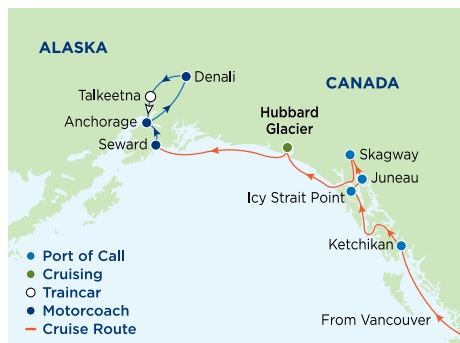 ALASKA
Denali
CANADA
Talkeetna
Anchorage
Hubbard
Glacier
Seward
Skagway
Juneau
Icy Strait Point
Ketchikan
Port of Call
Cruising
Traincar
Motorcoach
Cruise Route
From Vancouver